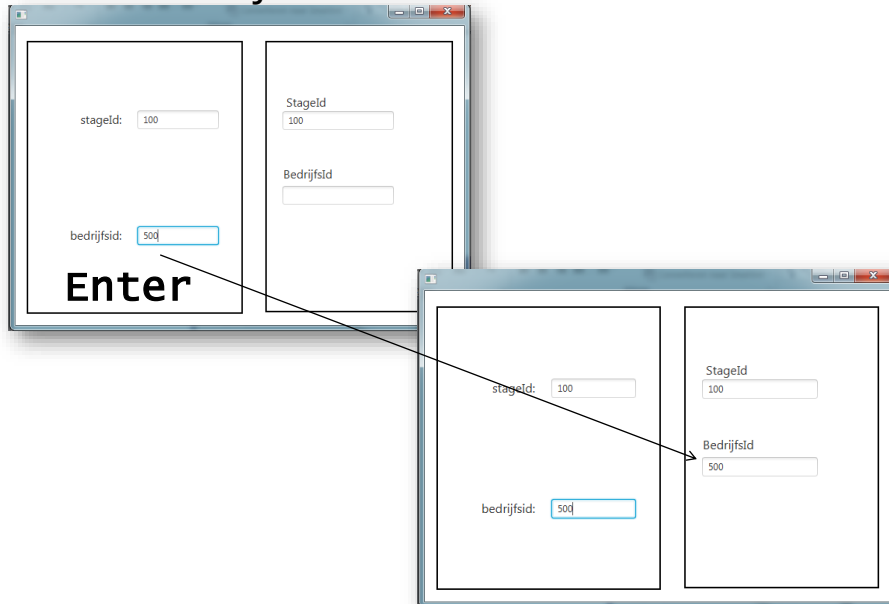 StageId
stageId: 100
100
BedrijfsId
bedrijfsid: 500
Enter
StageId
stageId: 100
100
BedrijfsId
500
bedrijfsid: 500